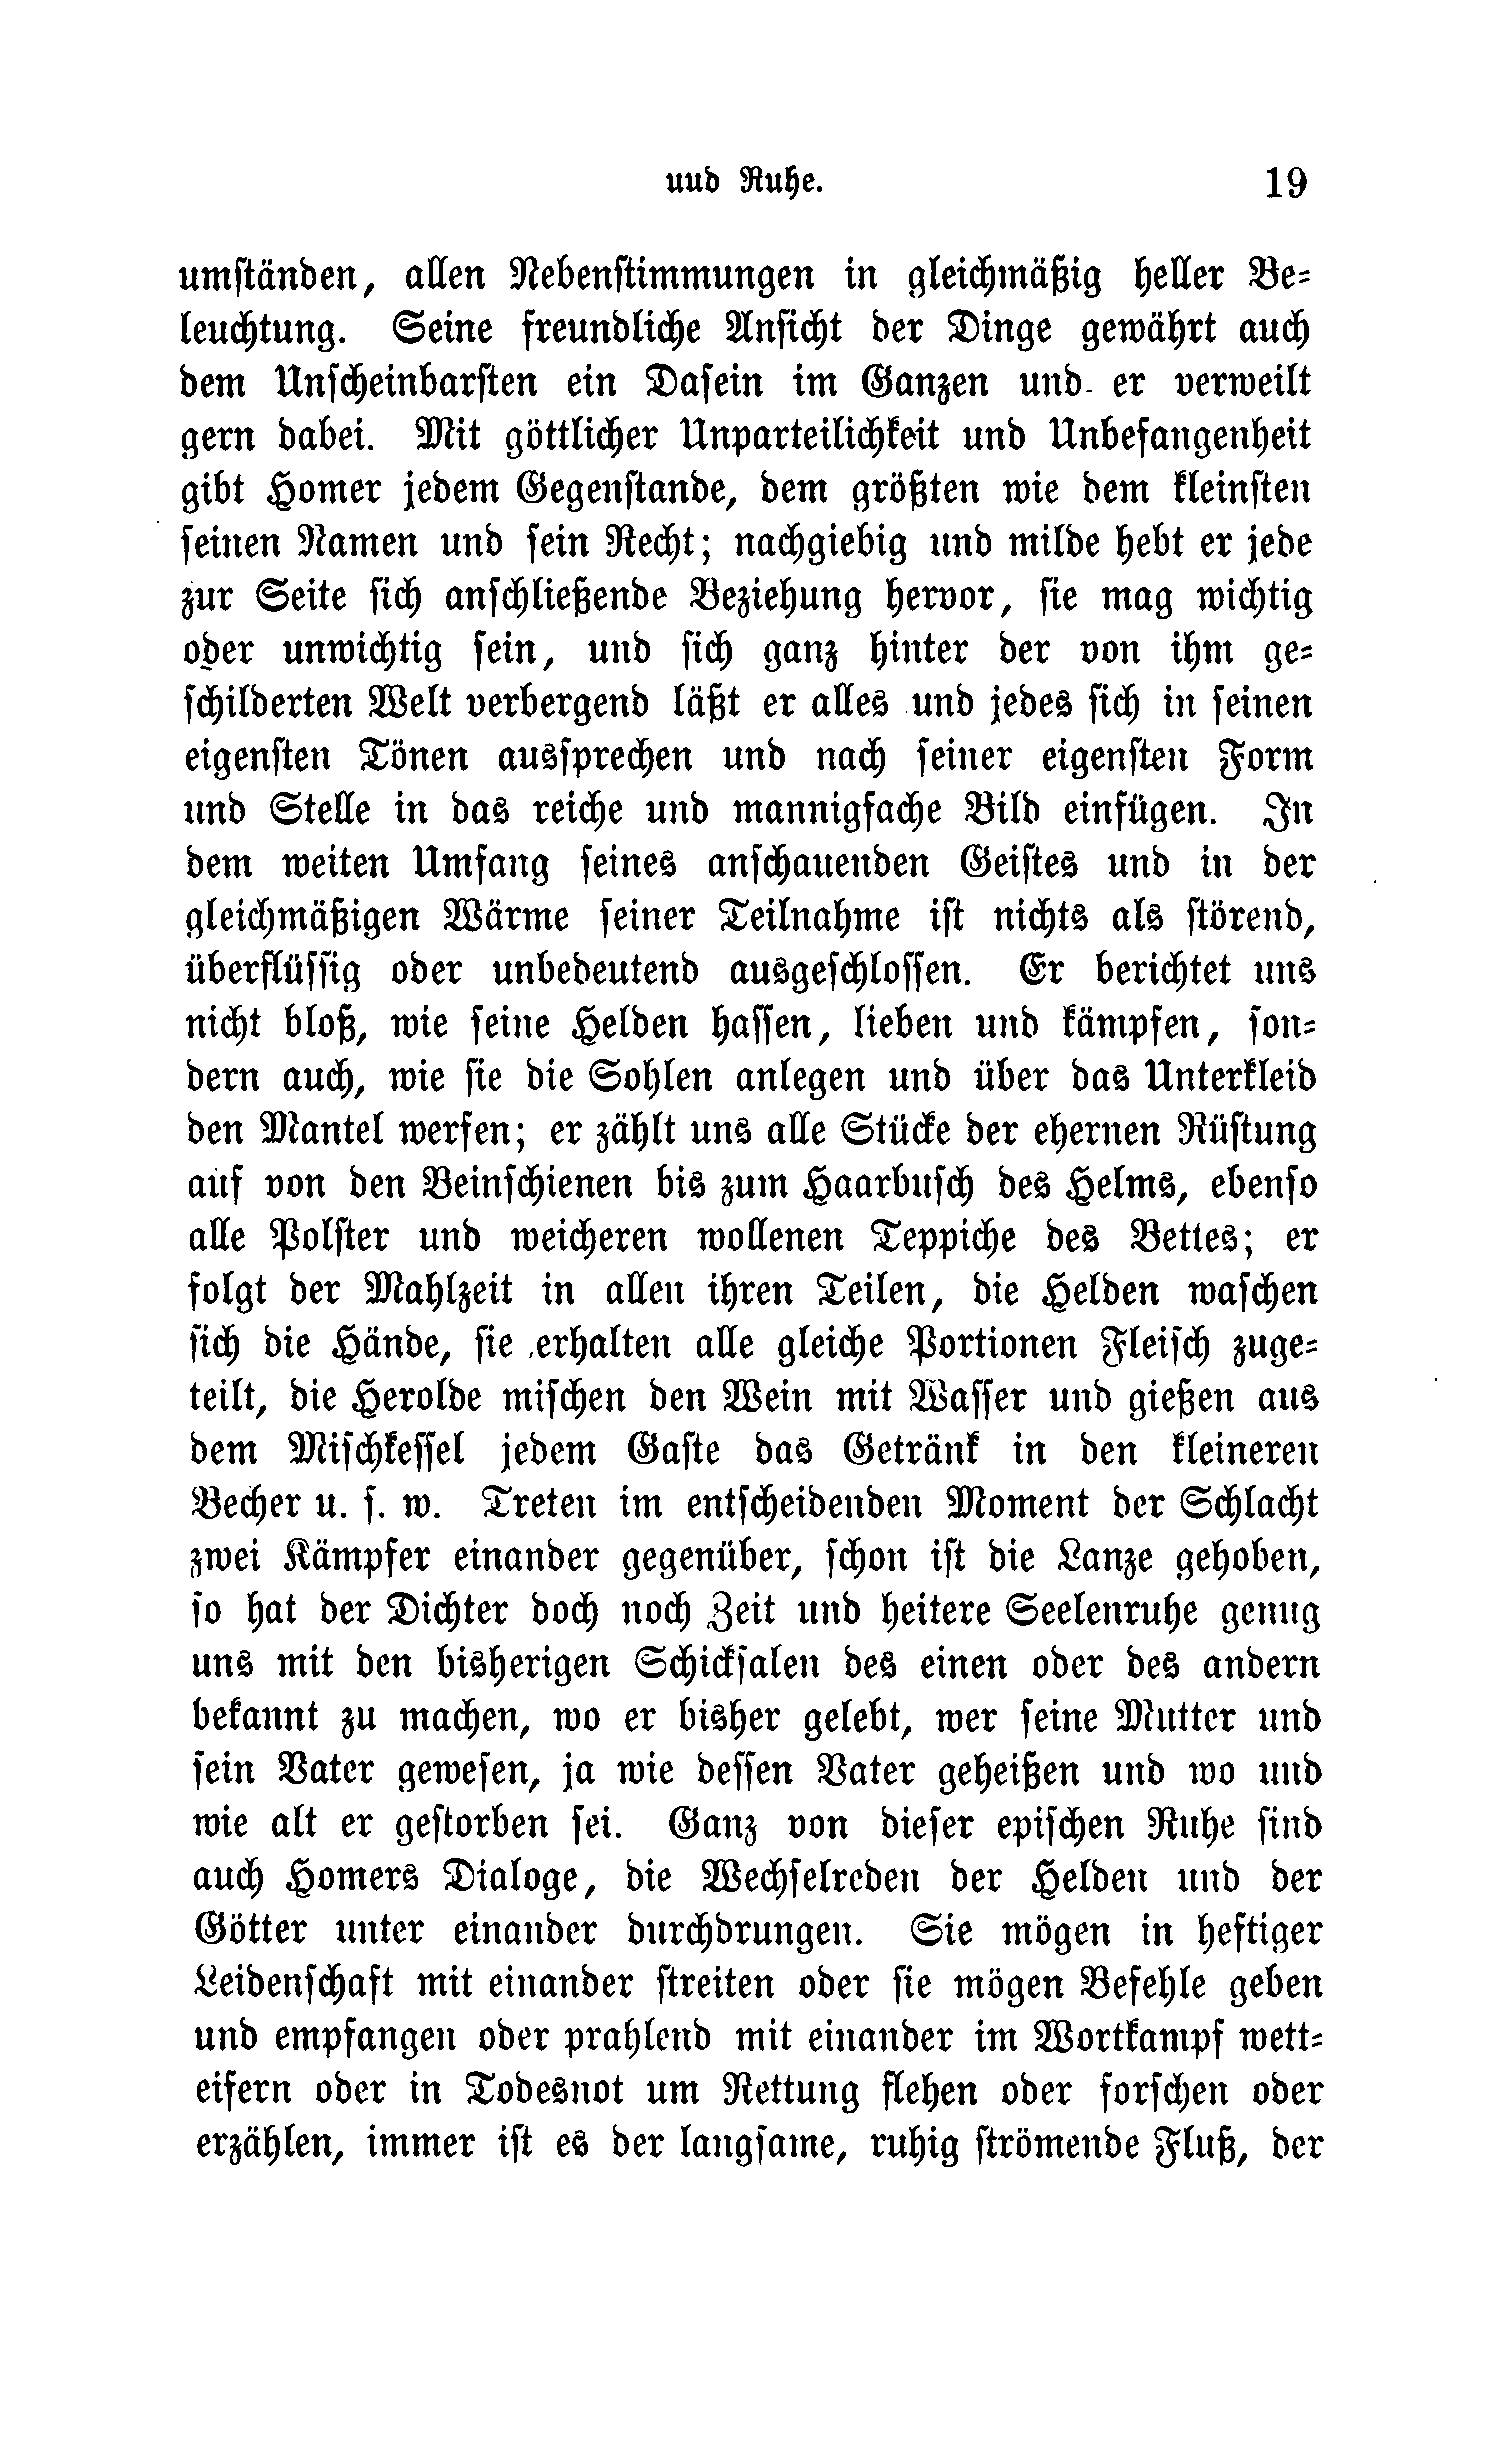 und Ruhe. 19
umſtänden, allen Nebenſtimmungen in gleichmäßig heller Be-
leuchtung. Seine freundliche Anſicht der Dinge gewährt auch
dem Unſcheinbarſten ein Daſein im Ganzen und er verweilt
gern dabei. Mit göttlicher Unparteilichkeit und Unbefangenheit
gibt Homer jedem Gegenſtande, dem größten wie dem kleinſten
ſeinen Namen und ſein Recht; nachgiebig und milde hebt er jede
zur Seite ſich anſchließende Beziehung hervor, ſie mag wichtig
oder unwichtig ſein, und ſich ganz hinter der von ihm ge-
ſchilderten Welt verbergend läßt er alles und jedes ſich in ſeinen
eigenſten Tönen ausſprechen und nach ſeiner eigenſten Form
und Stelle in das reiche und mannigfache Bild einfügen. In
dem weiten Umfang ſeines anſchauenden Geiſtes und in der
gleichmäßigen Wärme ſeiner Teilnahme iſt nichts als ſtörend,
überflüſſig oder unbedeutend ausgeſchloſſen. Er berichtet uns
nicht bloß, wie ſeine Helden haſſen, lieben und kämpfen, ſon-
dern auch, wie ſie die Sohlen anlegen und über das Unterkleid
den Mantel werfen; er zählt uns alle Stücke der ehernen Rüſtung
auf von den Beinſchienen bis zum Haarbuſch des Helms, ebenſo
alle Polſter und weicheren wollenen Teppiche des Bettes; er
folgt der Mahlzeit in allen ihren Teilen, die Helden waſchen
ſich die Hände, ſie erhalten alle gleiche Portionen Fleiſch zuge-
teilt, die Herolde miſchen den Wein mit Waſſer und gießen aus
dem Miſchkeſſel jedem Gaſte das Getränk in den kleineren
Becher u. ſ. w. Treten im entſcheidenden Moment der Schlacht
zwei Kämpfer einander gegenüber, ſchon iſt die Lanze gehoben,
ſo hat der Dichter doch noch Zeit und heitere Seelenruhe genug
uns mit den bisherigen Schickſalen des einen oder des andern
bekannt zu machen, wo er bisher gelebt, wer ſeine Mutter und
ſein Vater geweſen, ja wie deſſen Vater geheißen und wo und
wie alt er geſtorben ſei. Ganz von dieſer epiſchen Ruhe ſind
auch Homers Dialoge, die Wechſelreden der Helden und der
Götter unter einander durchdrungen. Sie mögen in heftiger
Leidenſchaft mit einander ſtreiten oder ſie mögen Befehle geben
und empfangen oder prahlend mit einander im Wortkampf wett-
eifern oder in Todesnot um Rettung flehen oder forſchen oder
erzählen, immer iſt es der langſame, ruhig ſtrömende Fluß, der